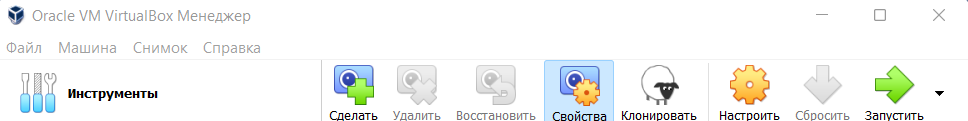 Oracle VM VirtualBox Менеджер
Файл Машина Снимок Справка
Инструменты
Сделать Удалить Восстановить Свойства Клонировать Настроить Сбросить Запустить